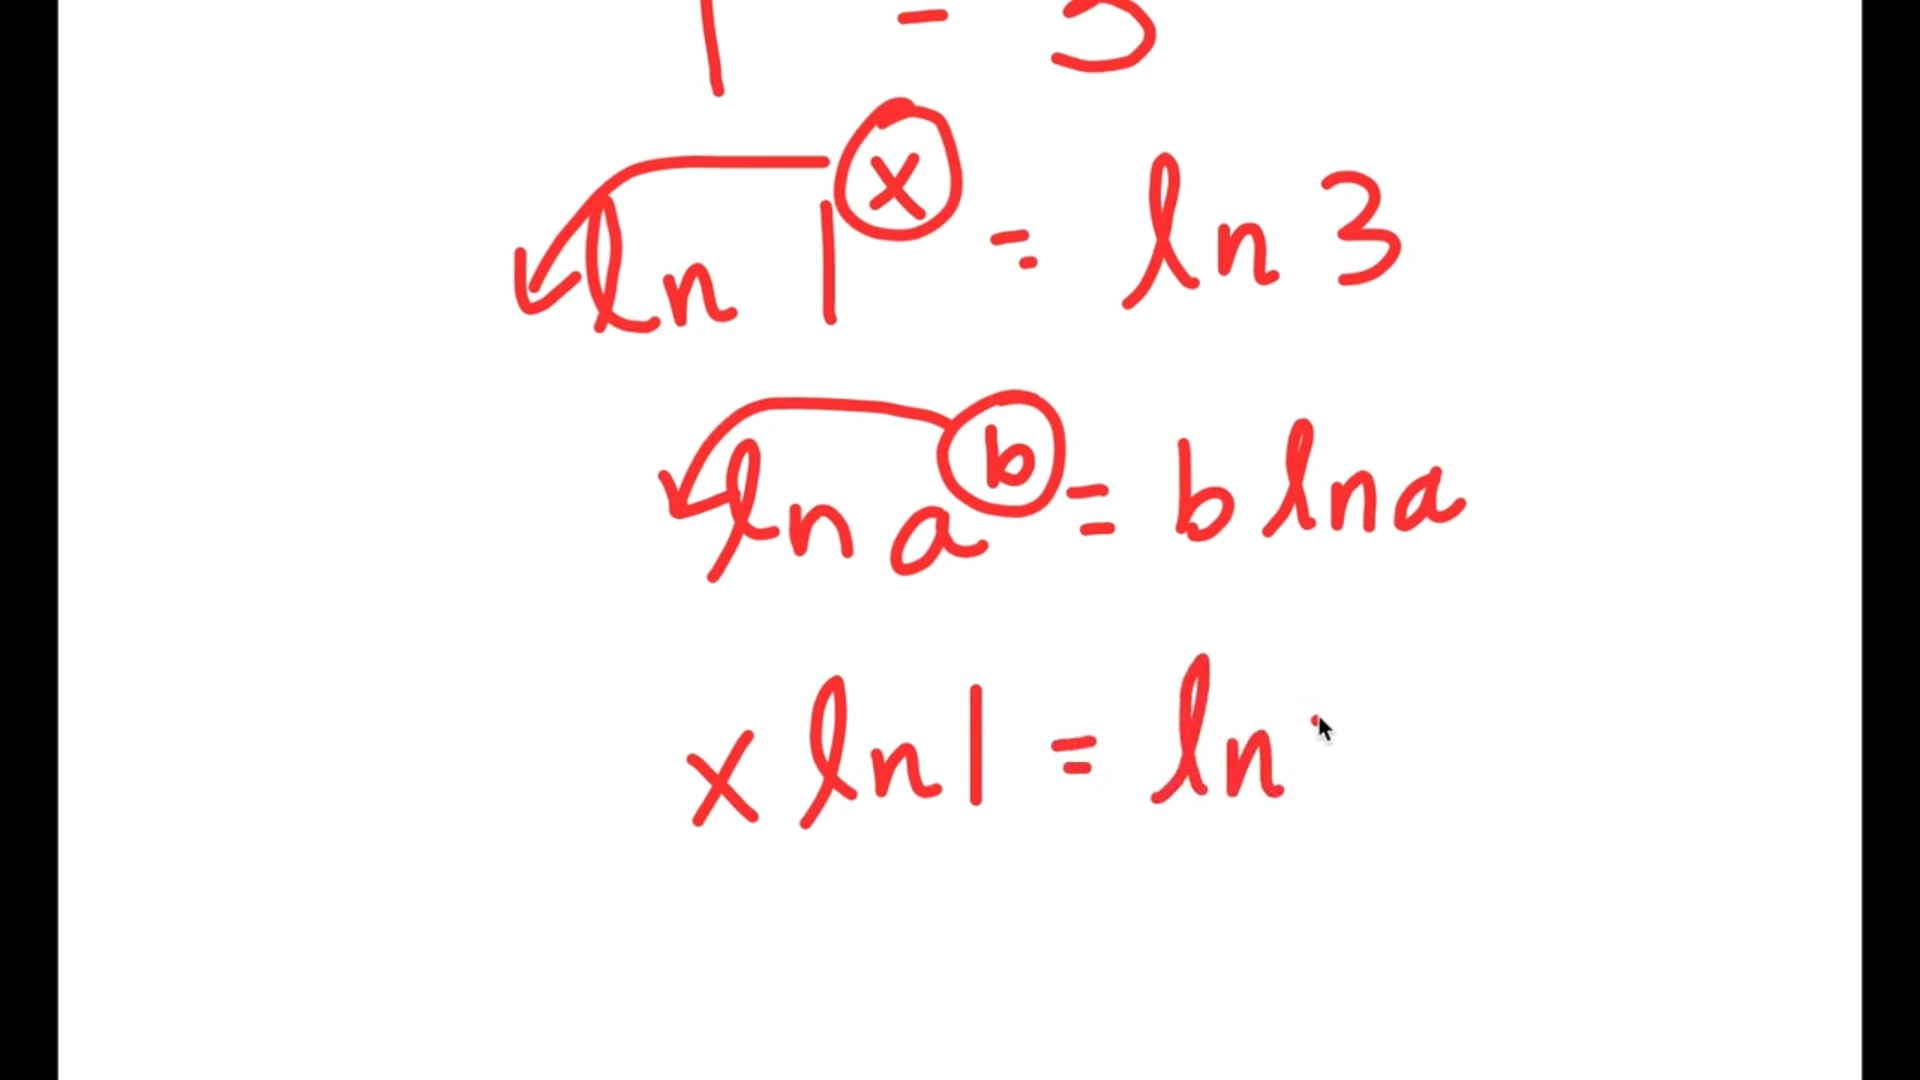 1 = 3
ln 1^x = ln 3
ln a^b = b ln a
x ln 1 = ln